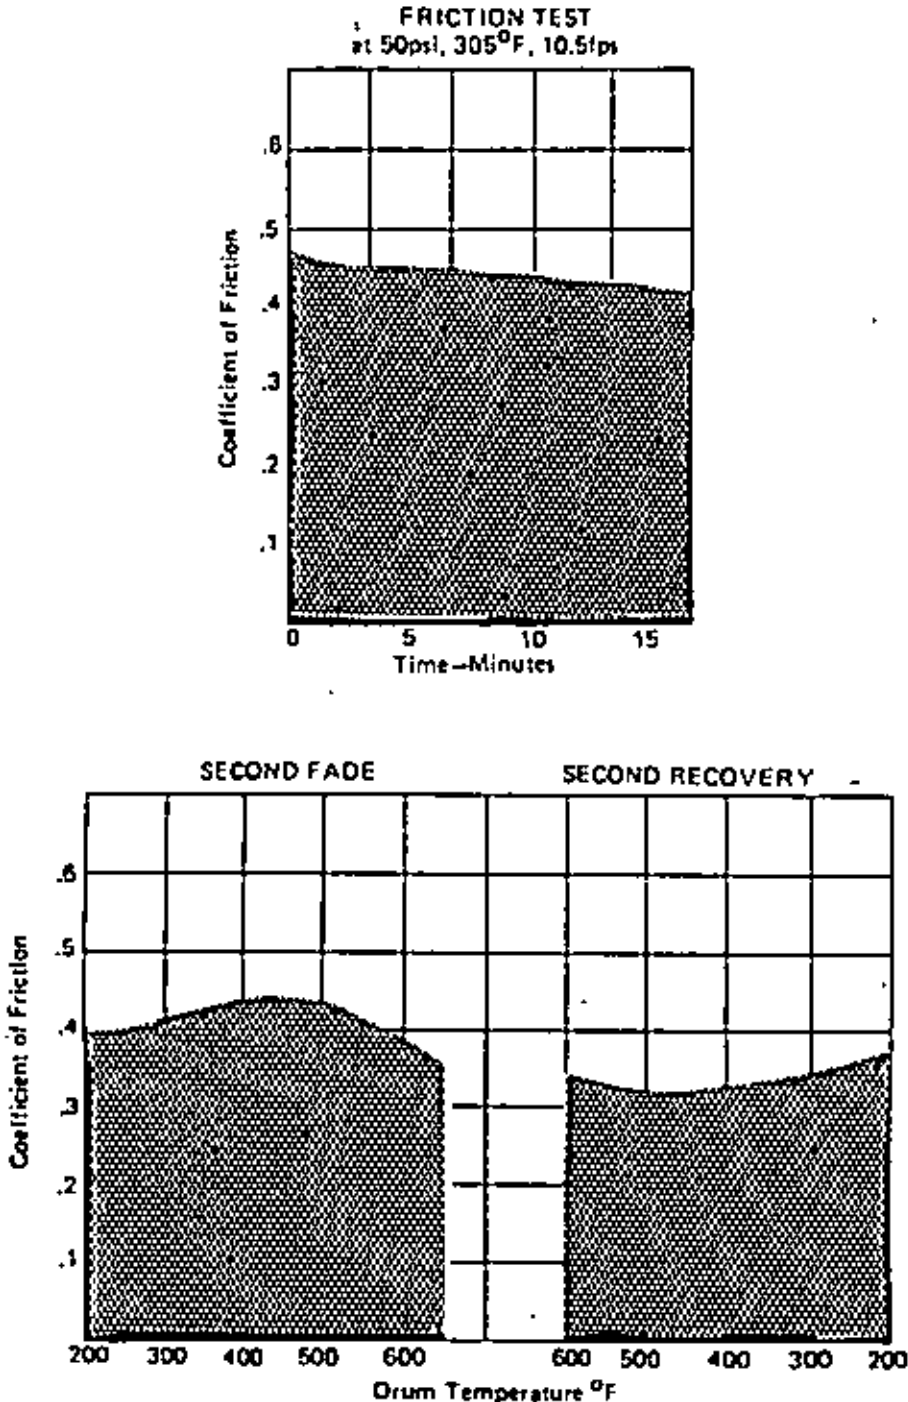 FRICTION TEST
at 50psi, 305°F, 10.5fps
.6
.5
.4
.3
.2
.1
Coefficient of Friction
0 5 10 15
Time–Minutes
SECOND FADE SECOND RECOVERY
.6
.5
.4
.3
.2
.1
Coefficient of Friction
200 300 400 500 600 600 500 400 300 200
Drum Temperature °F